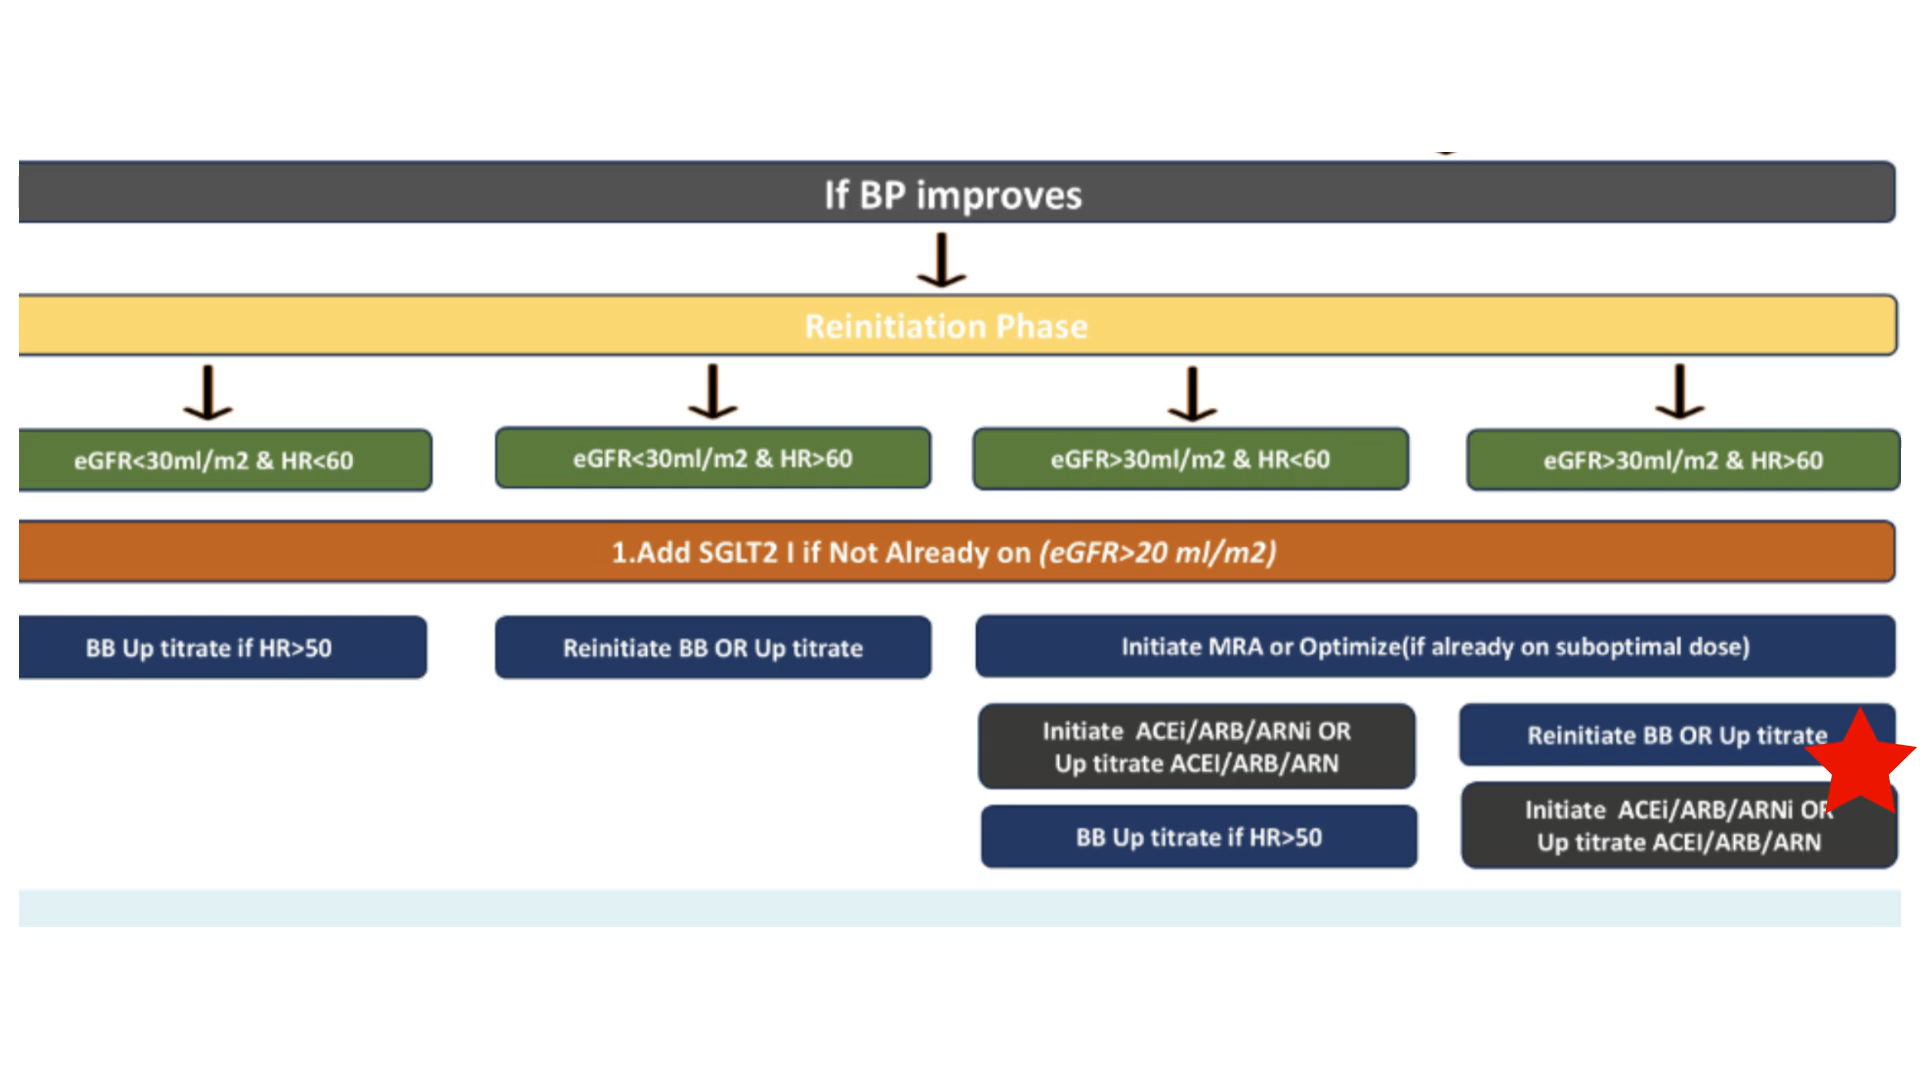 If BP improves
Reinitiation Phase
eGFR<30ml/m2 & HR<60
eGFR<30ml/m2 & HR>60
eGFR>30ml/m2 & HR<60
eGFR>30ml/m2 & HR>60
1.Add SGLT2 I if Not Already on (eGFR>20 ml/m2)
BB Up titrate if HR>50
Reinitiate BB OR Up titrate
Initiate MRA or Optimize(if already on suboptimal dose)
Initiate ACEi/ARB/ARNi OR
Up titrate ACEI/ARB/ARN
BB Up titrate if HR>50
Reinitiate BB OR Up titrate
Initiate ACEi/ARB/ARNi OR
Up titrate ACEI/ARB/ARN